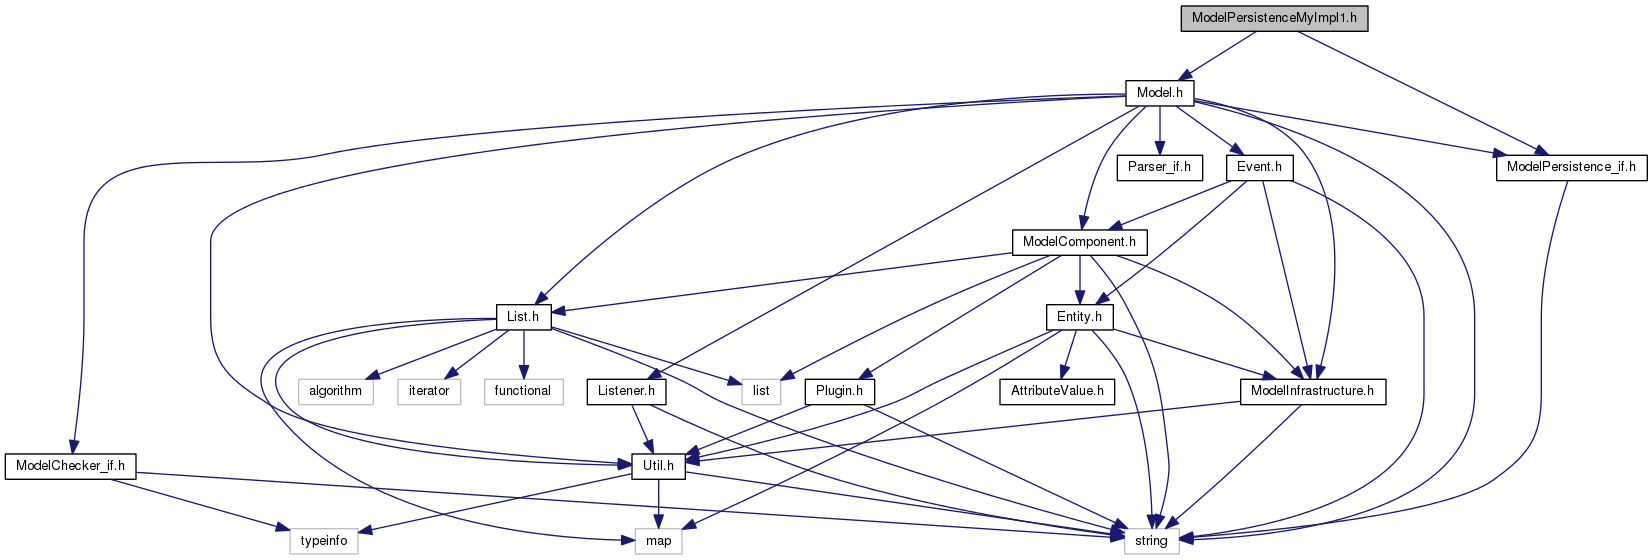 ModelPersistenceMyImpl1.h
Model.h
Parser_if.h
Event.h
ModelPersistence_if.h
ModelComponent.h
List.h
Entity.h
algorithm
iterator
functional
Listener.h
list
Plugin.h
AttributeValue.h
ModelInfrastructure.h
ModelChecker_if.h
Util.h
typeinfo
map
string